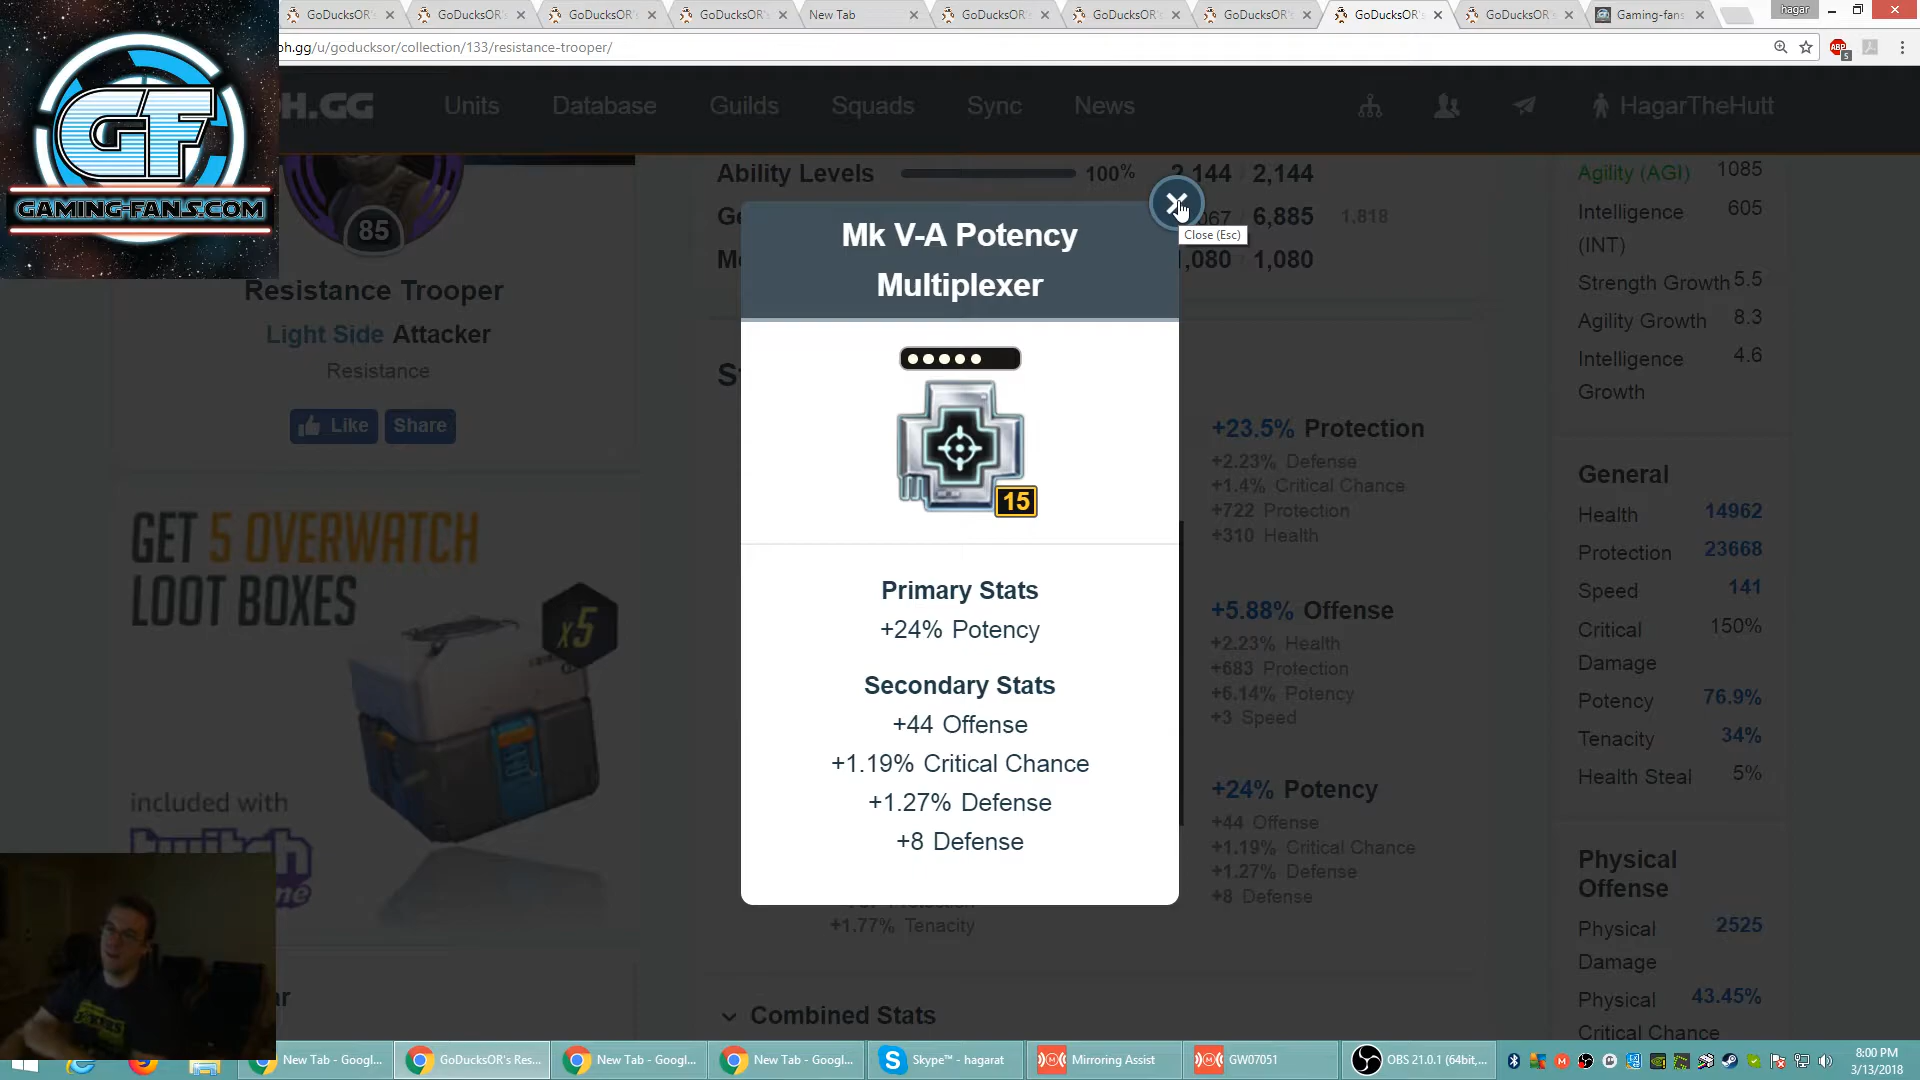 GoDucksOR'
GoDucksOR's
GoDucksOR'
GoDucksOR's
New Tab
GoDucksOR'
GoDucksOR'
GoDucksOR'
GoDucksOR'
GoDucksOR'
Gaming-fans
hagar
oh.gg/u/goducksor/collection/133/resistance-trooper/
ABP
5
GF
GAMING-FANS.COM
H.GG
Units
Database
Guilds
Squads
Sync
News
HagarTheHutt
85
Resistance Trooper
Light Side Attacker
Resistance
Like
Share
GET 5 OVERWATCH
LOOT BOXES
x5
included with
twitch
Ability Levels
100%
2,144 / 2,144
6,885
1,818
1,080 / 1,080
Close (Esc)
Mk V-A Potency
Multiplexer
15
Primary Stats
+24% Potency
Secondary Stats
+44 Offense
+1.19% Critical Chance
+1.27% Defense
+8 Defense
+1.77% Tenacity
+23.5% Protection
+2.23% Defense
+1.4% Critical Chance
+722 Protection
+310 Health
+5.88% Offense
+2.23% Health
+683 Protection
+6.14% Potency
+3 Speed
+24% Potency
+44 Offense
+1.19% Critical Chance
+1.27% Defense
+8 Defense
Combined Stats
Agility (AGI) 1085
Intelligence 605
(INT)
Strength Growth 5.5
Agility Growth 8.3
Intelligence 4.6
Growth
General
Health 14962
Protection 23668
Speed 141
Critical 150%
Damage
Potency 76.9%
Tenacity 34%
Health Steal 5%
Physical
Offense
Physical 2525
Damage
Physical 43.45%
Critical Chance
New Tab - Googl...
GoDucksOR's Res...
New Tab - Googl...
New Tab - Googl...
Skype™ - hagarat
Mirroring Assist
GW07051
OBS 21.0.1 (64bit,...
8:00 PM
3/13/2018